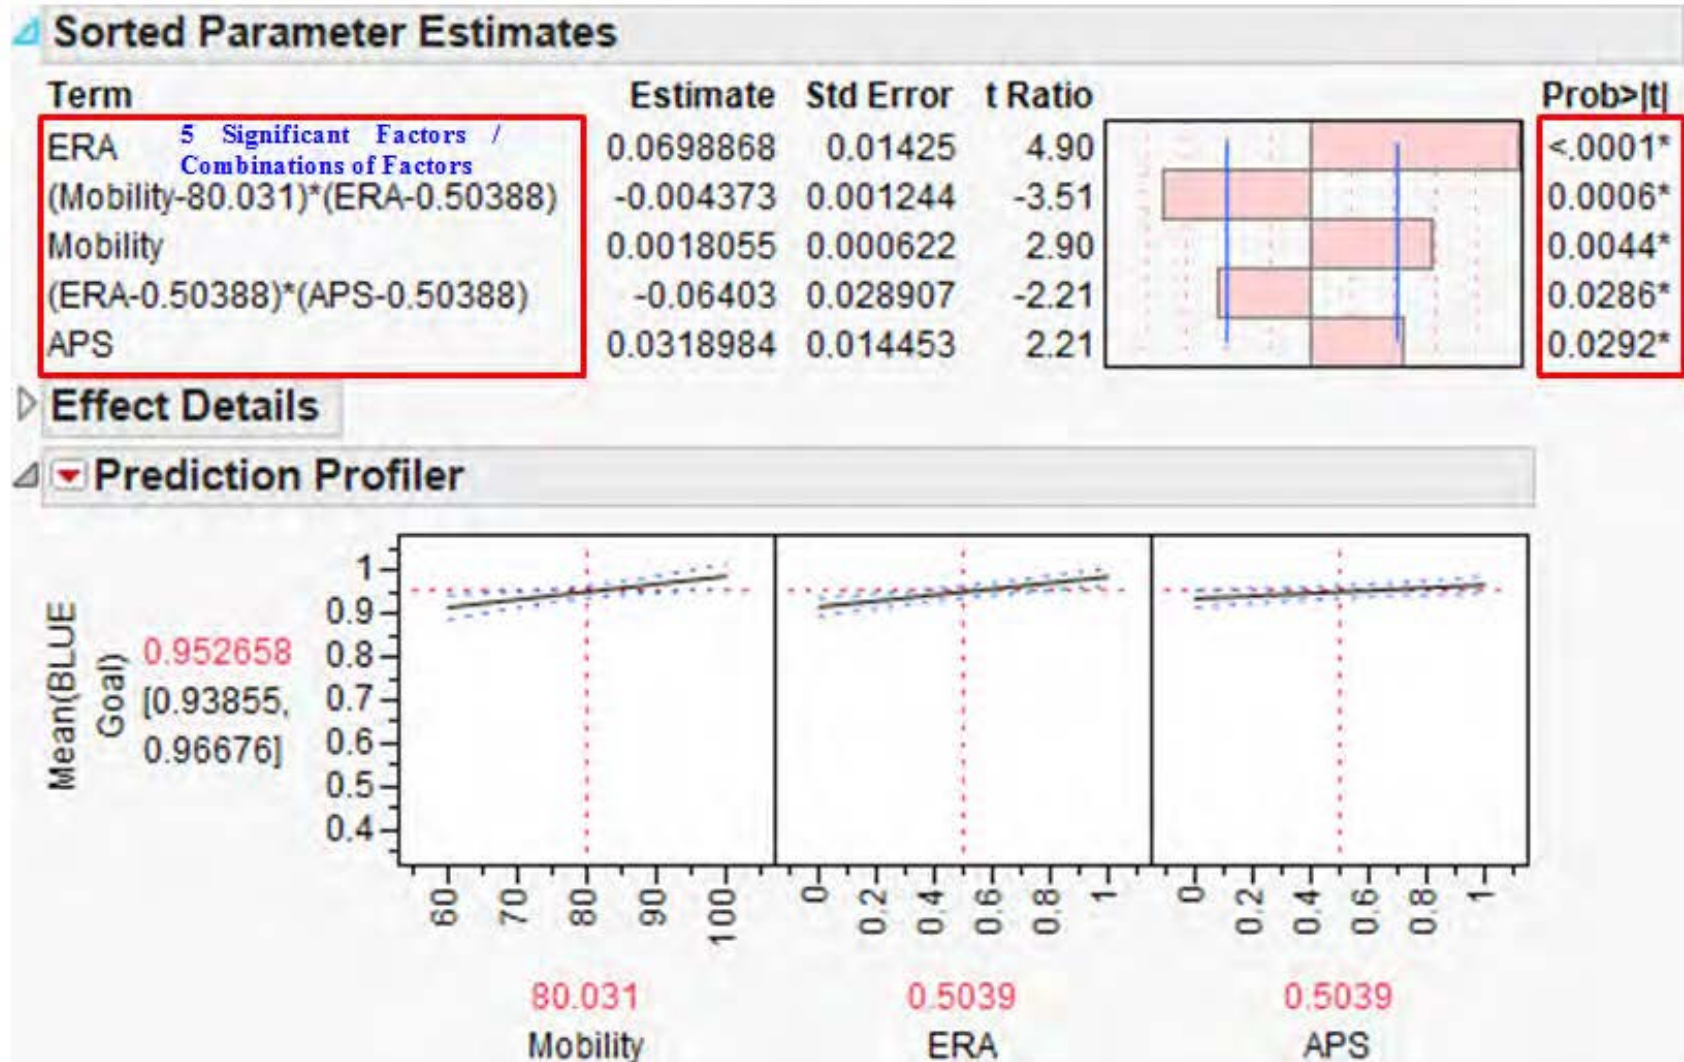 Sorted Parameter Estimates
Term Estimate Std Error t Ratio Prob>|t|
ERA 5 Significant Factors / 0.0698868 0.01425 4.90 <.0001*
Combinations of Factors
(Mobility-80.031)*(ERA-0.50388) -0.004373 0.001244 -3.51 0.0006*
Mobility 0.0018055 0.000622 2.90 0.0044*
(ERA-0.50388)*(APS-0.50388) -0.06403 0.028907 -2.21 0.0286*
APS 0.0318984 0.014453 2.21 0.0292*
Effect Details
Prediction Profiler
Mean(BLUE
Goal)
0.952658
[0.93855,
0.96676]
1
0.9
0.8
0.7
0.6
0.5
0.4
60 70 80 90 100 0 0.2 0.4 0.6 0.8 1 0 0.2 0.4 0.6 0.8 1
80.031 0.5039 0.5039
Mobility ERA APS